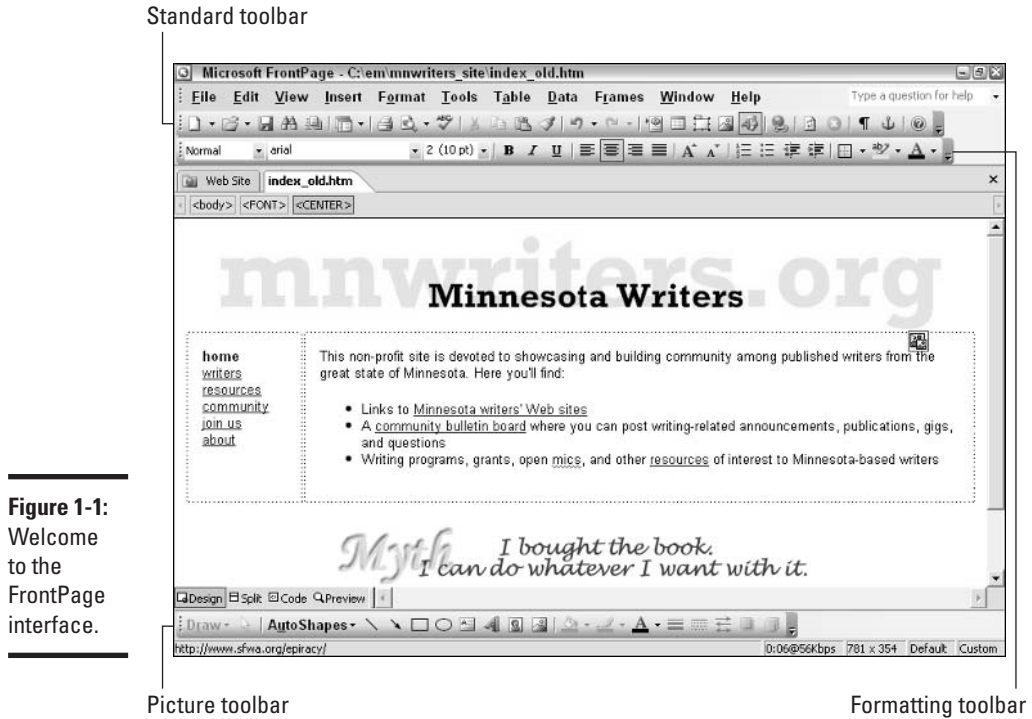 Standard toolbar
Microsoft FrontPage - C:\em\mnwriters_site\index_old.htm
File Edit View Insert Format Tools Table Data Frames Window Help Type a question for help
Normal arial 2 (10 pt) B I U A A ab A
Web Site index_old.htm
<body> <FONT> <CENTER>
mnwriters.org
Minnesota Writers
home
writers
resources
community
join us
about
This non-profit site is devoted to showcasing and building community among published writers from the
great state of Minnesota. Here you'll find:
• Links to Minnesota writers' Web sites
• A community bulletin board where you can post writing-related announcements, publications, gigs,
and questions
• Writing programs, grants, open mics, and other resources of interest to Minnesota-based writers
Myth I bought the book.
I can do whatever I want with it.
Design Split Code Preview
Draw AutoShapes A A
http://www.sfwa.org/epiracy/ 0:06@56Kbps 781 x 354 Default Custom
Figure 1-1:
Welcome
to the
FrontPage
interface.
Picture toolbar Formatting toolbar